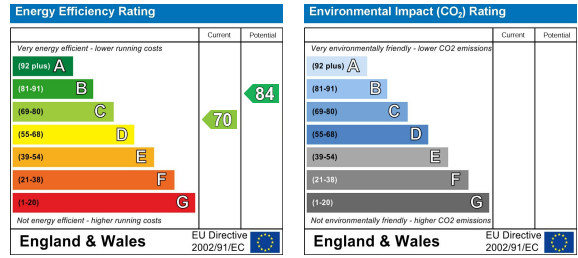 Energy Efficiency Rating
Current Potential
Very energy efficient - lower running costs
(92 plus) A
(81-91) B
84
(69-80) C
70
(55-68) D
(39-54) E
(21-38) F
(1-20) G
Not energy efficient - higher running costs
England & Wales
EU Directive
2002/91/EC
Environmental Impact (CO2) Rating
Current Potential
Very environmentally friendly - lower CO2 emissions
(92 plus) A
(81-91) B
(69-80) C
(55-68) D
(39-54) E
(21-38) F
(1-20) G
Not environmentally friendly - higher CO2 emissions
England & Wales
EU Directive
2002/91/EC